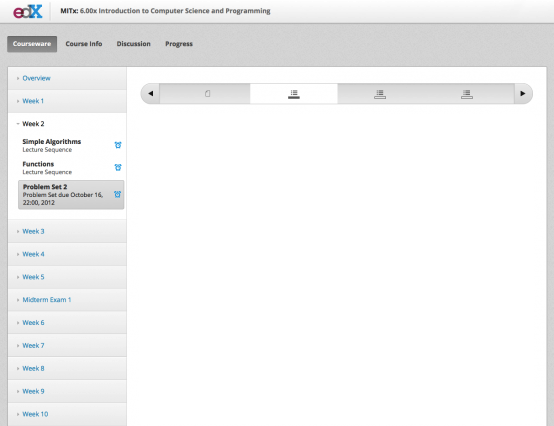 edX
MITx: 6.00x Introduction to Computer Science and Programming
Courseware
Course Info
Discussion
Progress
Overview
Week 1
Week 2
Simple Algorithms
Lecture Sequence
Functions
Lecture Sequence
Problem Set 2
Problem Set due October 16,
22:00, 2012
Week 3
Week 4
Week 5
Midterm Exam 1
Week 6
Week 7
Week 8
Week 9
Week 10